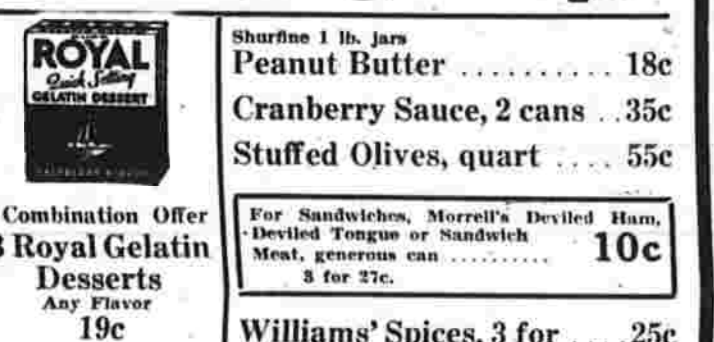 ROYAL
Quick Setting
GELATIN DESSERT
Combination Offer
3 Royal Gelatin
Desserts
Any Flavor
19c
Shurfine 1 lb. jars
Peanut Butter .......... 18c
Cranberry Sauce, 2 cans .. 35c
Stuffed Olives, quart .... 55c
For Sandwiches, Morrell's Deviled Ham,
Deviled Tongue or Sandwich
Meat, generous can .......... 10c
3 for 27c.
Williams' Spices, 3 for .... 25c